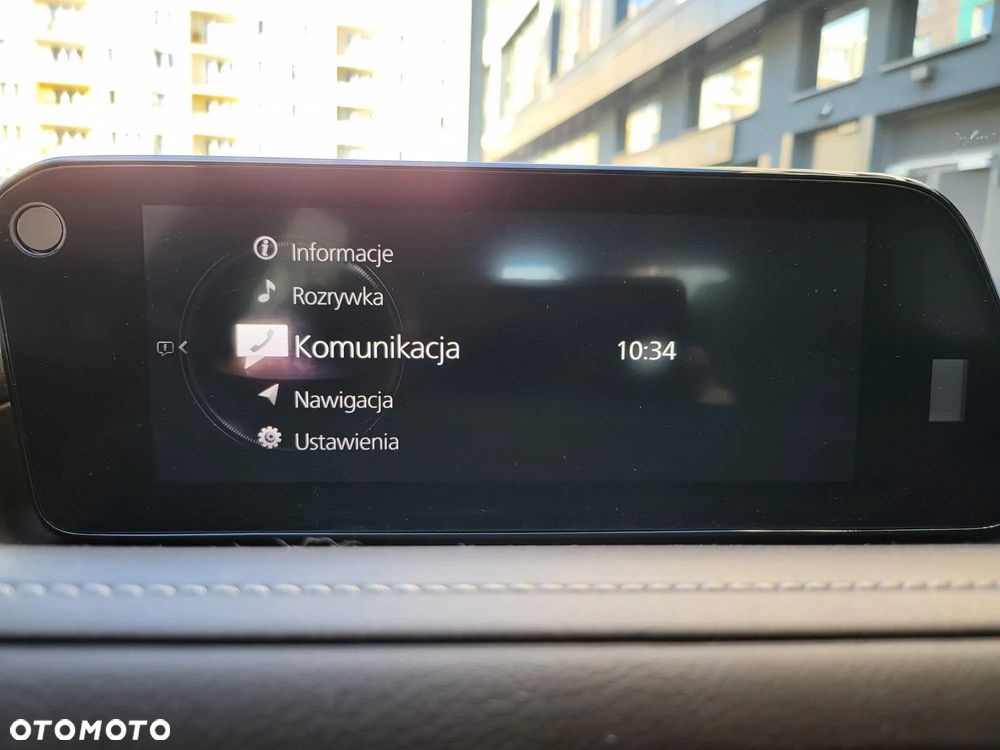 Informacje
Rozrywka
Komunikacja
10:34
Nawigacja
Ustawienia
OTOMOTO